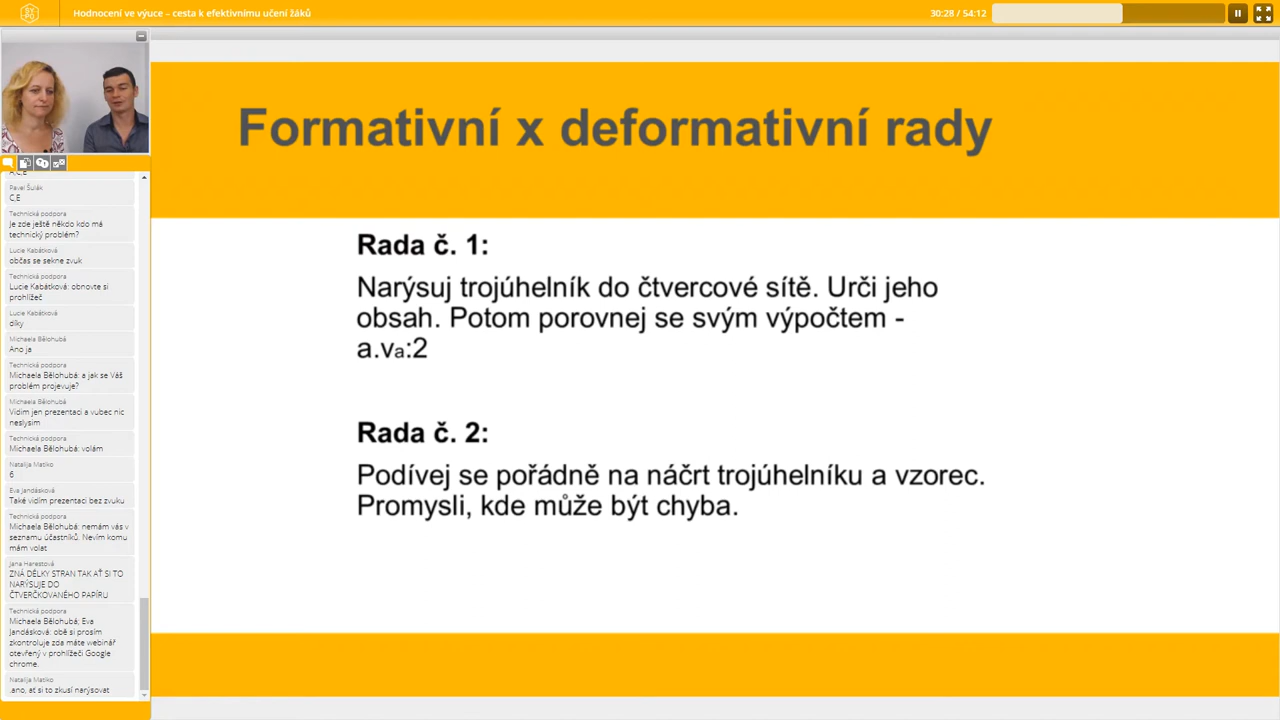 Hodnocení ve výuce – cesta k efektivnímu učení žáků
30:28 / 54:12
Formativní x deformativní rady
Rada č. 1:
Narýsuj trojúhelník do čtvercové sítě. Urči jeho
obsah. Potom porovnej se svým výpočtem -
a.va:2
Rada č. 2:
Podívej se pořádně na náčrt trojúhelníku a vzorec.
Promysli, kde může být chyba.
Pavel Šulák
C,E
Technická podpora
Je zde ještě někdo kdo má
technický problém?
Lucie Kabátková
občas se sekne zvuk
Technická podpora
Lucie Kabátková: obnovte si
prohlížeč
Lucie Kabátková
díky
Michaela Bělohubá
Ano ja
Technická podpora
Michaela Bělohubá: a jak se Váš
problém projevuje?
Michaela Bělohubá
Vidim jen prezentaci a vubec nic
neslysim
Technická podpora
Michaela Bělohubá: volám
Natalija Matiko
6
Eva Jandásková
Také vidím prezentaci bez zvuku
Technická podpora
Michaela Bělohubá: nemám vás v
seznamu účastníků. Nevím komu
mám volat
Jana Harestová
ZNÁ DÉLKY STRAN TAK AŤ SI TO
NARÝSUJE DO
ČTVERČKOVANÉHO PAPÍRU
Technická podpora
Michaela Bělohubá; Eva
Jandásková: obě si prosím
zkontroluje zda máte webinář
otevřený v prohlížeči Google
chrome.
Natalija Matiko
.ano, ať si to zkusí narýsovat